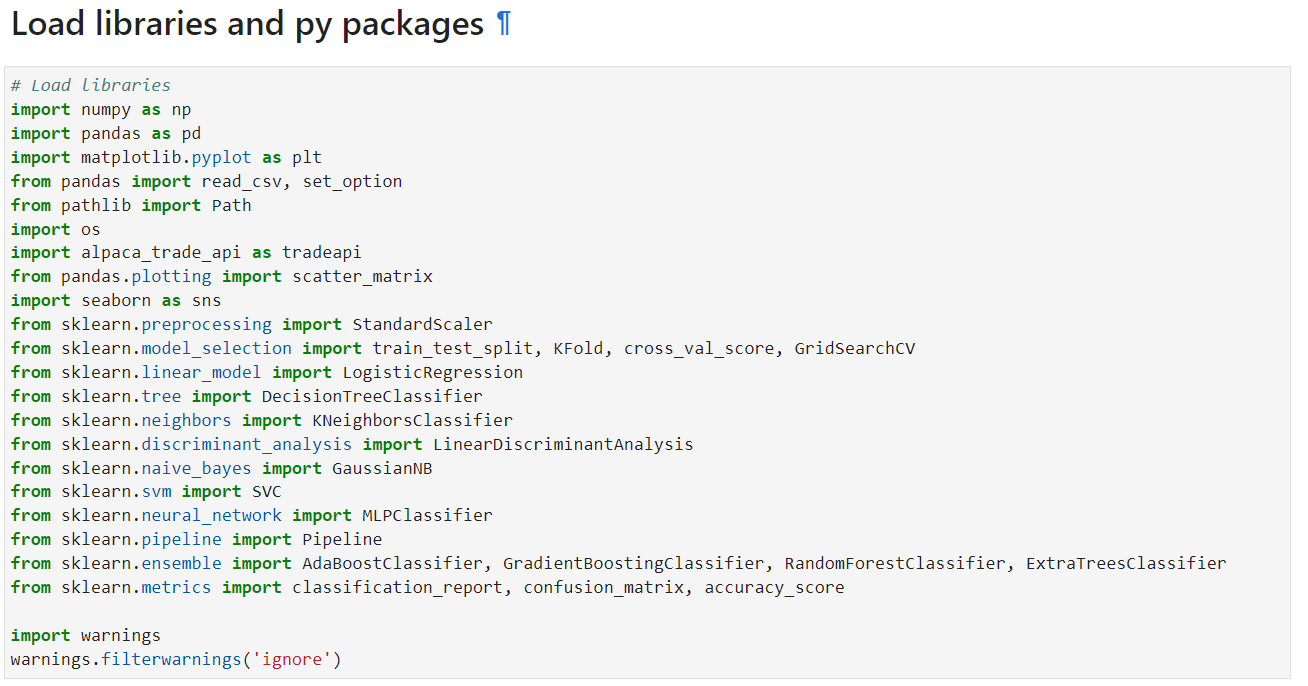 Load libraries and py packages ¶
# Load libraries
import numpy as np
import pandas as pd
import matplotlib.pyplot as plt
from pandas import read_csv, set_option
from pathlib import Path
import os
import alpaca_trade_api as tradeapi
from pandas.plotting import scatter_matrix
import seaborn as sns
from sklearn.preprocessing import StandardScaler
from sklearn.model_selection import train_test_split, KFold, cross_val_score, GridSearchCV
from sklearn.linear_model import LogisticRegression
from sklearn.tree import DecisionTreeClassifier
from sklearn.neighbors import KNeighborsClassifier
from sklearn.discriminant_analysis import LinearDiscriminantAnalysis
from sklearn.naive_bayes import GaussianNB
from sklearn.svm import SVC
from sklearn.neural_network import MLPClassifier
from sklearn.pipeline import Pipeline
from sklearn.ensemble import AdaBoostClassifier, GradientBoostingClassifier, RandomForestClassifier, ExtraTreesClassifier
from sklearn.metrics import classification_report, confusion_matrix, accuracy_score
import warnings
warnings.filterwarnings('ignore')